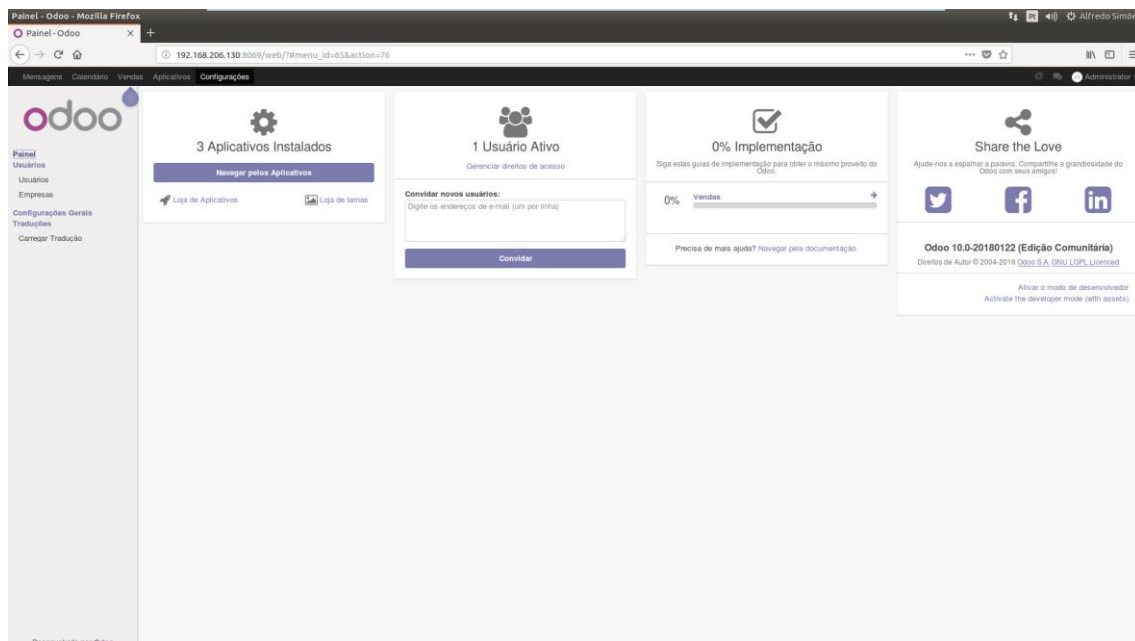 Painel - Odoo - Mozilla Firefox
Pt
Alfredo Simõe
Painel - Odoo
192.168.206.130:8069/web/?#menu_id=65&action=76
Mensagens Calendário Vendas Aplicativos Configurações
Administrator
odoo
Painel
Usuários
Usuários
Empresas
Configurações Gerais
Traduções
Carregar Tradução
3 Aplicativos Instalados
Navegar pelos Aplicativos
Loja de Aplicativos
Loja de temas
1 Usuário Ativo
Gerenciar direitos de acesso
Convidar novos usuários:
Digite os endereços de e-mail (um por linha)
Convidar
0% Implementação
Siga estas guias de implementação para obter o máximo proveito do
Odoo.
0% Vendas
Precisa de mais ajuda? Navegar pela documentação.
Share the Love
Ajude-nos a espalhar a palavra: Compartilhe a grandiosidade do
Odoo com seus amigos!
Odoo 10.0-20180122 (Edição Comunitária)
Direitos de Autor © 2004-2016 Odoo S.A. GNU LGPL Licenced
Ativar o modo de desenvolvedor
Activate the developer mode (with assets)